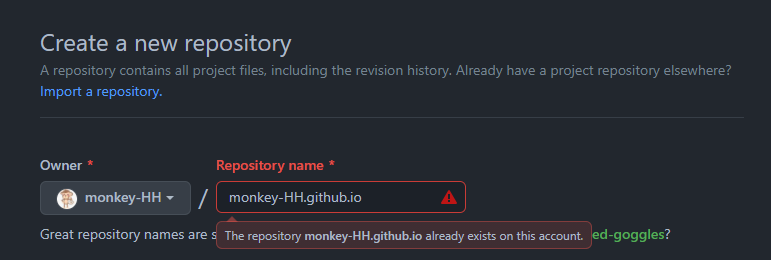 Create a new repository
A repository contains all project files, including the revision history. Already have a project repository elsewhere?
Import a repository.
Owner *
Repository name *
monkey-HH
/
monkey-HH.github.io
Great repository names are s
ed-goggles?
The repository monkey-HH.github.io already exists on this account.